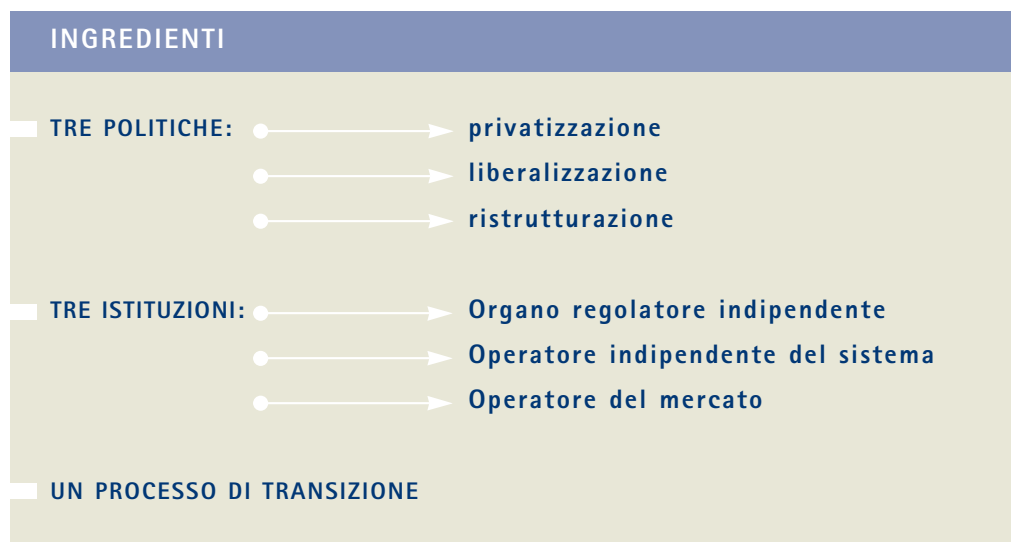 INGREDIENTI
TRE POLITICHE: privatizzazione
liberalizzazione
ristrutturazione
TRE ISTITUZIONI: Organo regolatore indipendente
Operatore indipendente del sistema
Operatore del mercato
UN PROCESSO DI TRANSIZIONE